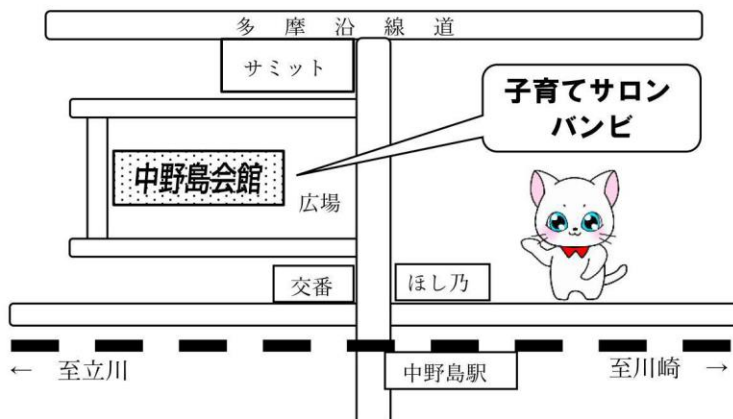 多摩沿線道
サミット
子育てサロン
バンビ
中野島会館
広場
交番
ほし乃
← 至立川
中野島駅
至川崎 →